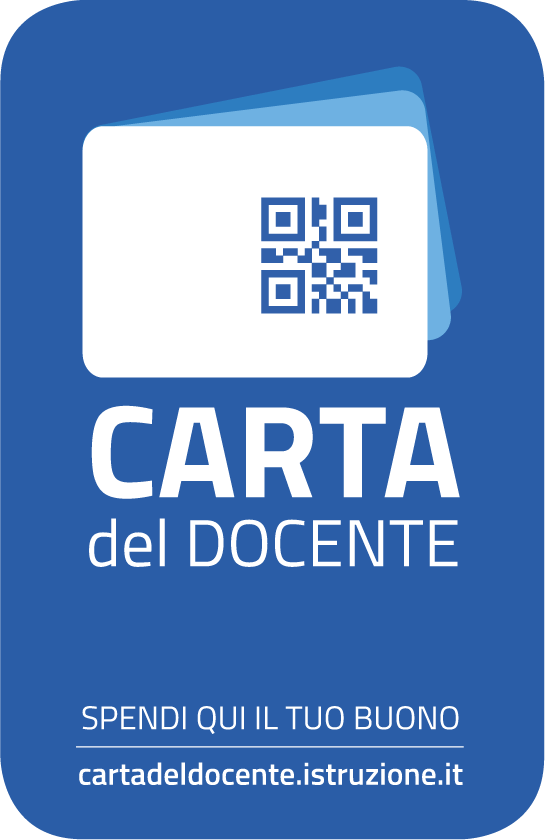 CARTA
del DOCENTE
SPENDI QUI IL TUO BUONO
cartadeldocente.istruzione.it